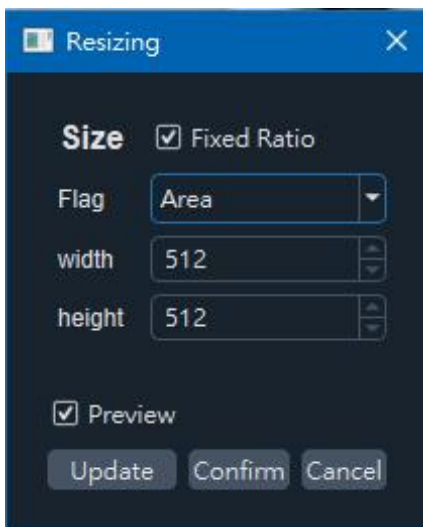 Resizing
Size Fixed Ratio
Flag Area
width 512
height 512
Preview
Update Confirm Cancel